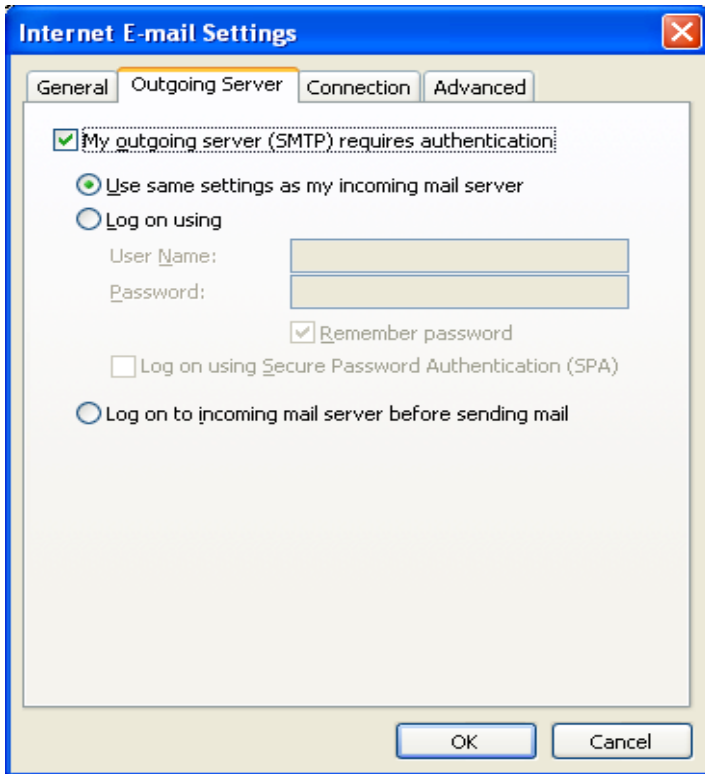 Internet E-mail Settings
General Outgoing Server Connection Advanced
My outgoing server (SMTP) requires authentication
Use same settings as my incoming mail server
Log on using
User Name:
Password:
Remember password
Log on using Secure Password Authentication (SPA)
Log on to incoming mail server before sending mail
OK Cancel